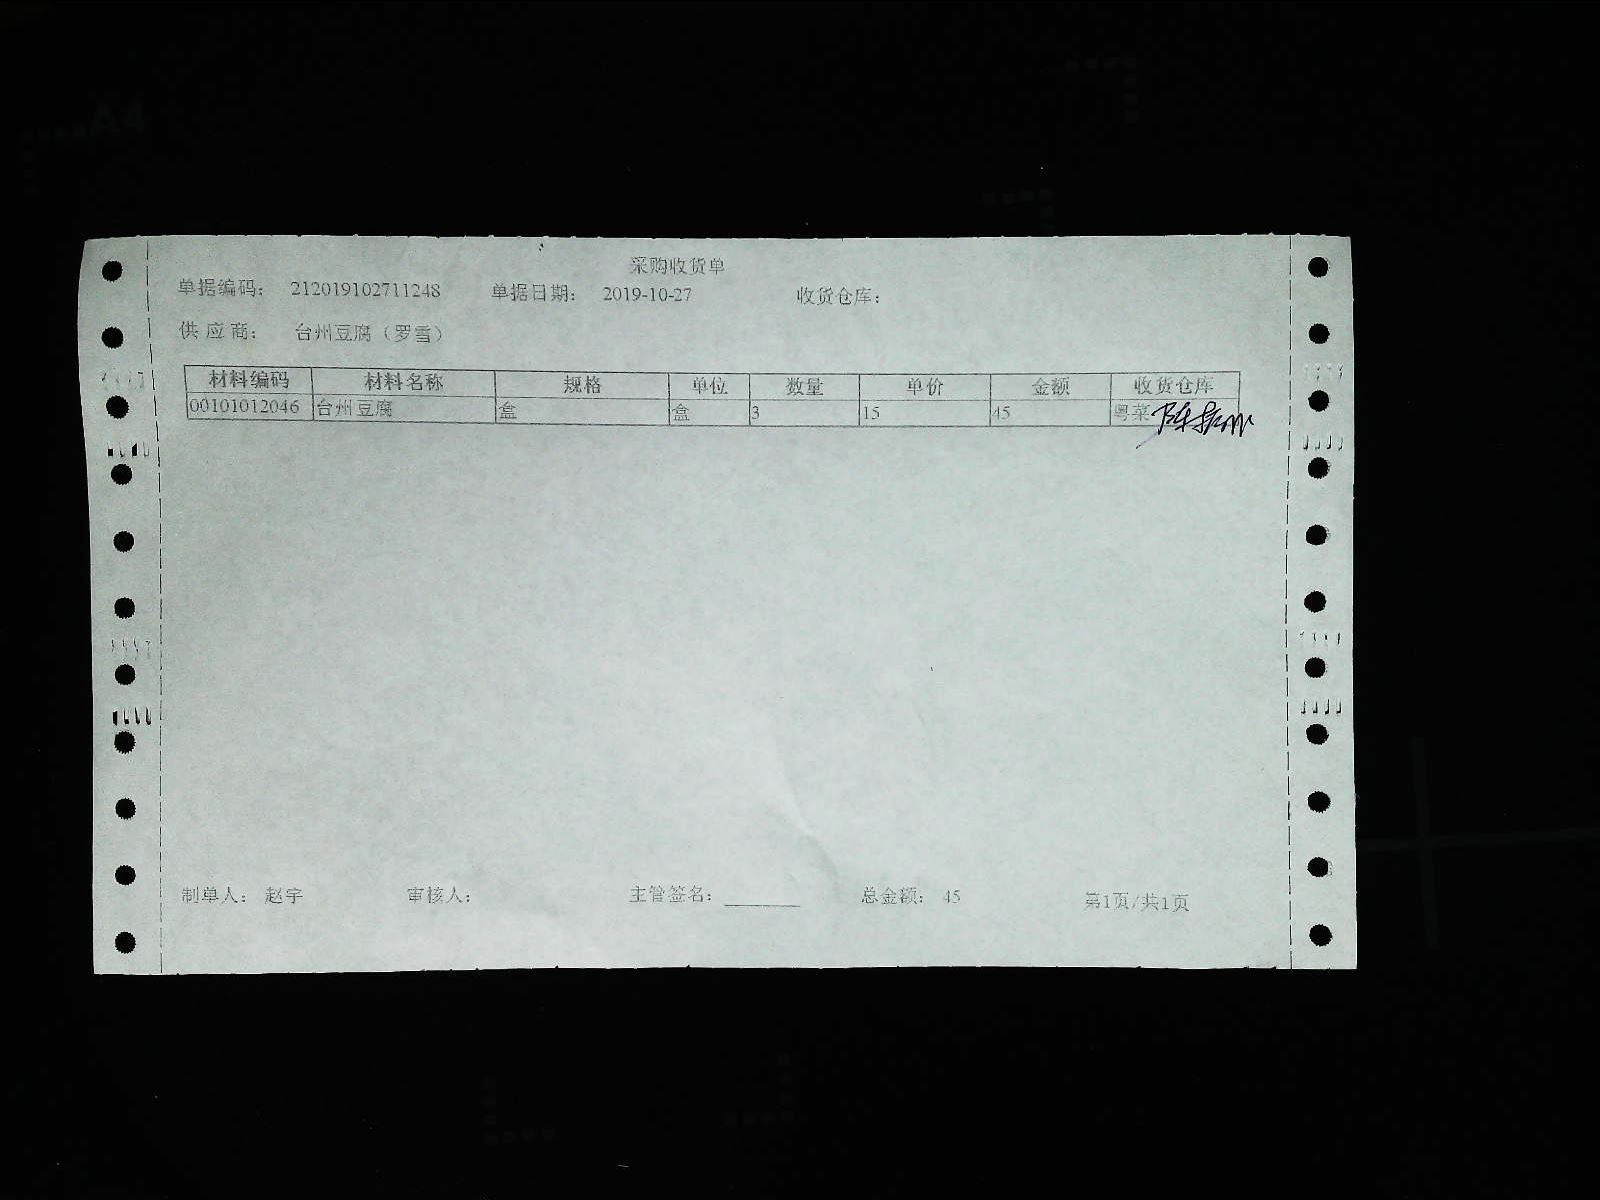 采购收货单
单据编码： 212019102711248 单据日期： 2019-10-27 收货仓库：
供 应 商： 台州豆腐（罗雪）
材料编码 材料名称 规格 单位 数量 单价 金额 收货仓库
00101012046 台州豆腐 盒 盒 3 15 45 粤菜
制单人： 赵宇 审核人： 主管签名： 总金额： 45 第1页/共1页